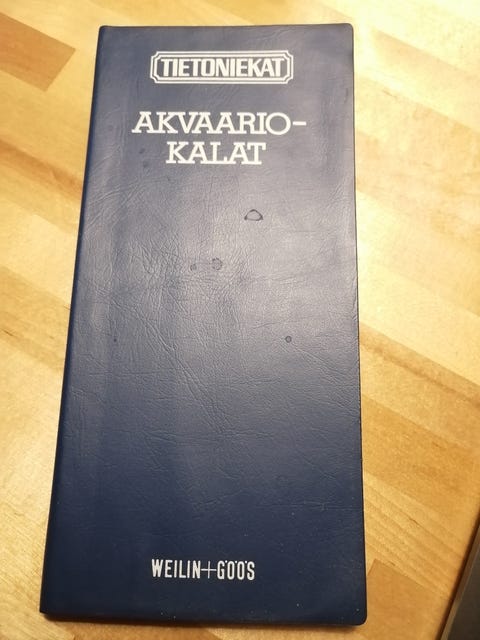 TIETONIEKAT
AKVAARIO-
KALAT
WEILIN+GÖÖS